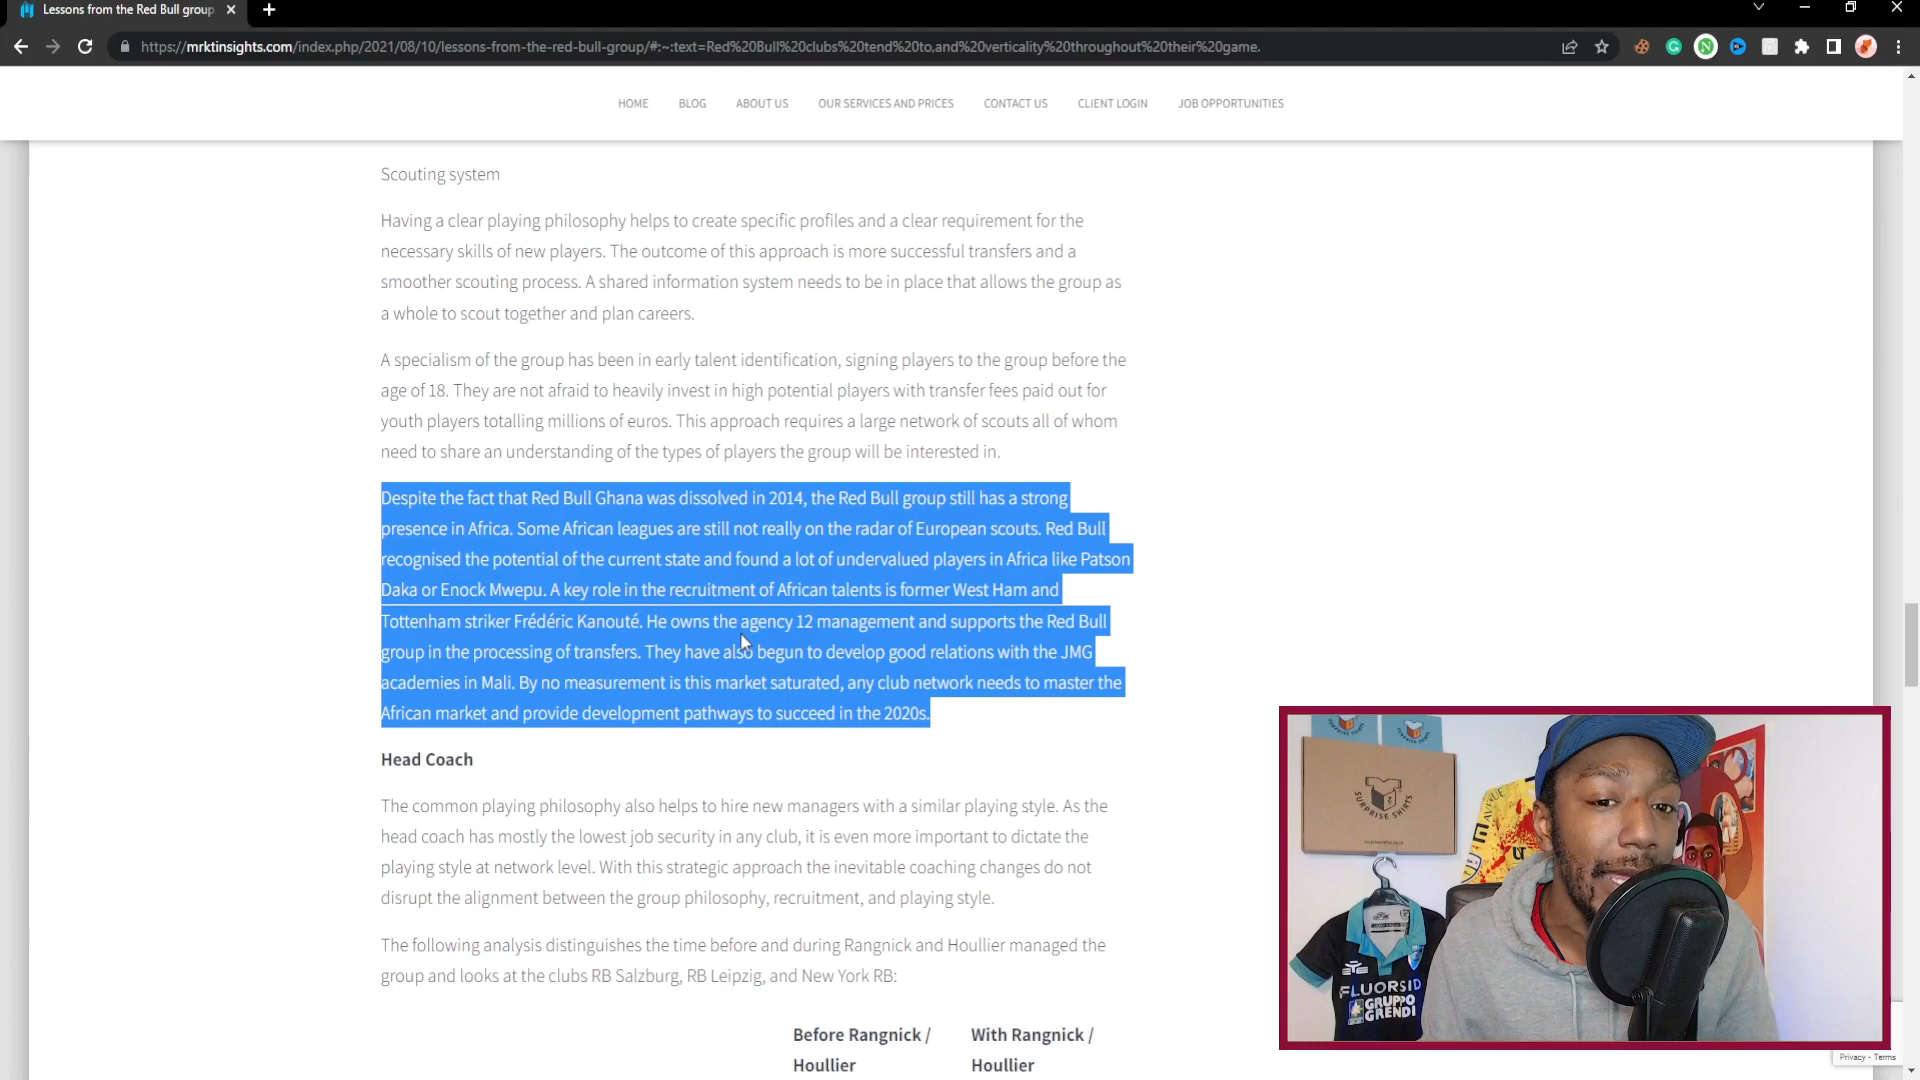 Lessons from the Red Bull group
https://mrktinsights.com/index.php/2021/08/10/lessons-from-the-red-bull-group/#:~:text=Red%20Bull%20clubs%20tend%20to,and%20verticality%20throughout%20their%20game.
HOME BLOG ABOUT US OUR SERVICES AND PRICES CONTACT US CLIENT LOGIN JOB OPPORTUNITIES
Scouting system
Having a clear playing philosophy helps to create specific profiles and a clear requirement for the
necessary skills of new players. The outcome of this approach is more successful transfers and a
smoother scouting process. A shared information system needs to be in place that allows the group as
a whole to scout together and plan careers.
A specialism of the group has been in early talent identification, signing players to the group before the
age of 18. They are not afraid to heavily invest in high potential players with transfer fees paid out for
youth players totalling millions of euros. This approach requires a large network of scouts all of whom
need to share an understanding of the types of players the group will be interested in.
Despite the fact that Red Bull Ghana was dissolved in 2014, the Red Bull group still has a strong
presence in Africa. Some African leagues are still not really on the radar of European scouts. Red Bull
recognised the potential of the current state and found a lot of undervalued players in Africa like Patson
Daka or Enock Mwepu. A key role in the recruitment of African talents is former West Ham and
Tottenham striker Frédéric Kanouté. He owns the agency 12 management and supports the Red Bull
group in the processing of transfers. They have also begun to develop good relations with the JMG
academies in Mali. By no measurement is this market saturated, any club network needs to master the
African market and provide development pathways to succeed in the 2020s.
Head Coach
The common playing philosophy also helps to hire new managers with a similar playing style. As the
head coach has mostly the lowest job security in any club, it is even more important to dictate the
playing style at network level. With this strategic approach the inevitable coaching changes do not
disrupt the alignment between the group philosophy, recruitment, and playing style.
The following analysis distinguishes the time before and during Rangnick and Houllier managed the
group and looks at the clubs RB Salzburg, RB Leipzig, and New York RB:
Before Rangnick / With Rangnick /
Houllier Houllier
SURPRISE SHIRTS
FLUORSID
GRUPPO
GRENDI
Privacy - Terms